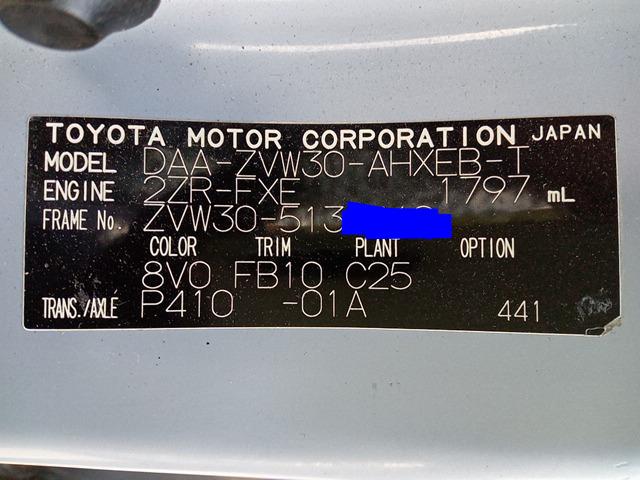 TOYOTA MOTOR CORPORATION JAPAN
MODEL DAA-ZVW30-AHXEB-T
ENGINE 2ZR-FXE 1797 mL
FRAME No. ZVW30-513
COLOR TRIM PLANT OPTION
8V0 FB10 C25
TRANS./AXLE P410 -01A 441